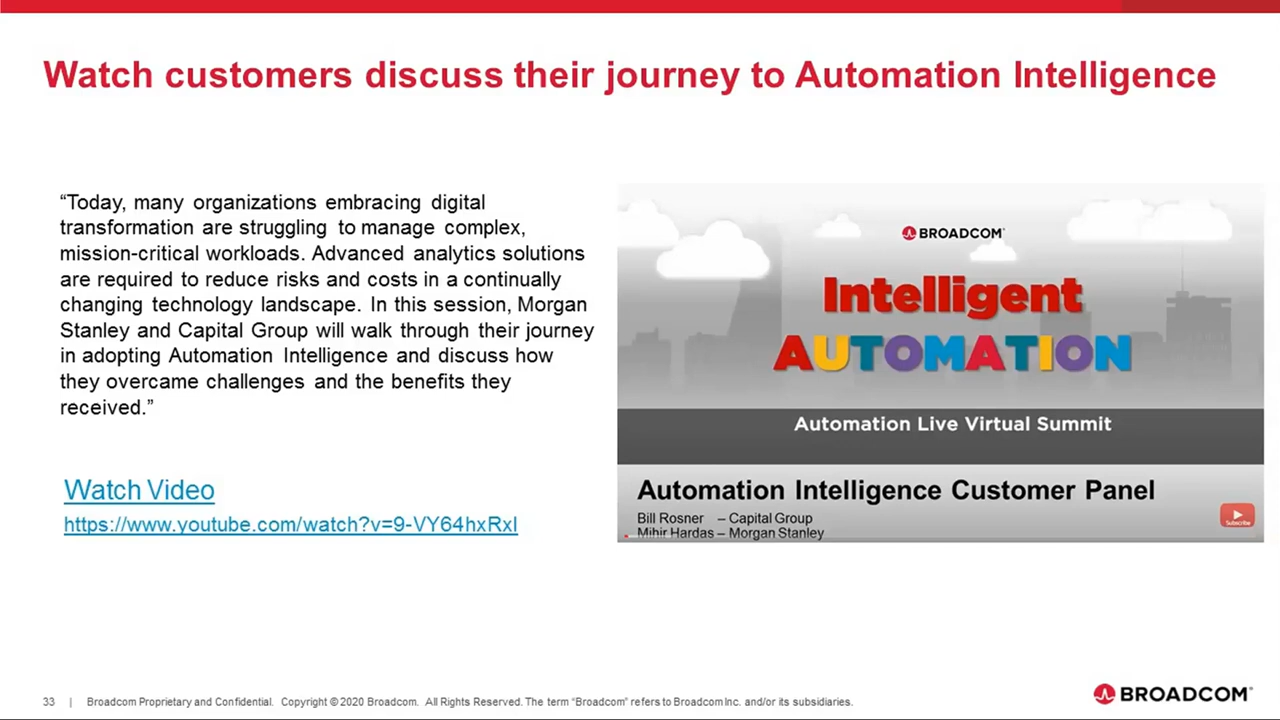 Watch customers discuss their journey to Automation Intelligence
“Today, many organizations embracing digital
transformation are struggling to manage complex,
mission-critical workloads. Advanced analytics solutions
are required to reduce risks and costs in a continually
changing technology landscape. In this session, Morgan
Stanley and Capital Group will walk through their journey
in adopting Automation Intelligence and discuss how
they overcame challenges and the benefits they
received.”
Watch Video
https://www.youtube.com/watch?v=9-VY64hxRxI
BROADCOM
Intelligent
AUTOMATION
Automation Live Virtual Summit
Automation Intelligence Customer Panel
Bill Rosner – Capital Group
Mihir Hardas – Morgan Stanley
Subscribe
33 | Broadcom Proprietary and Confidential. Copyright © 2020 Broadcom. All Rights Reserved. The term “Broadcom” refers to Broadcom Inc. and/or its subsidiaries.
BROADCOM